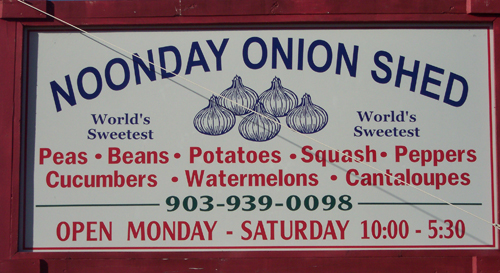 NOONDAY ONION SHED
World's
Sweetest
World's
Sweetest
Peas • Beans • Potatoes • Squash • Peppers
Cucumbers • Watermelons • Cantaloupes
903-939-0098
OPEN MONDAY - SATURDAY 10:00 - 5:30